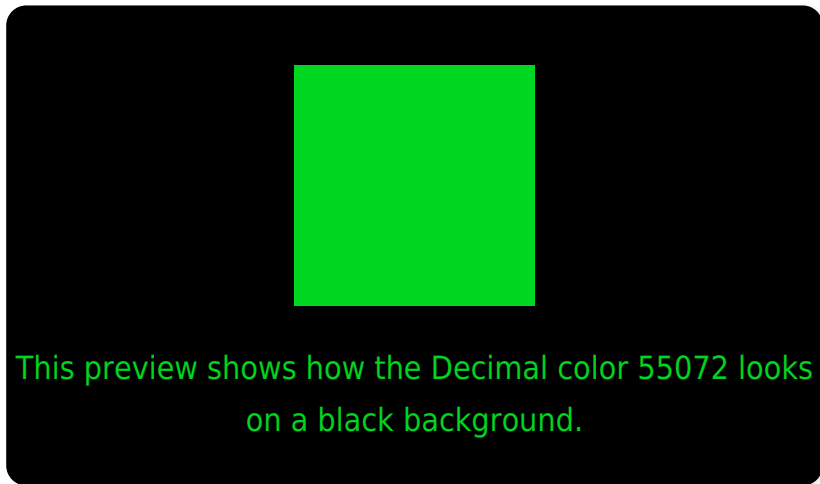 This preview shows how the Decimal color 55072 looks
on a black background.